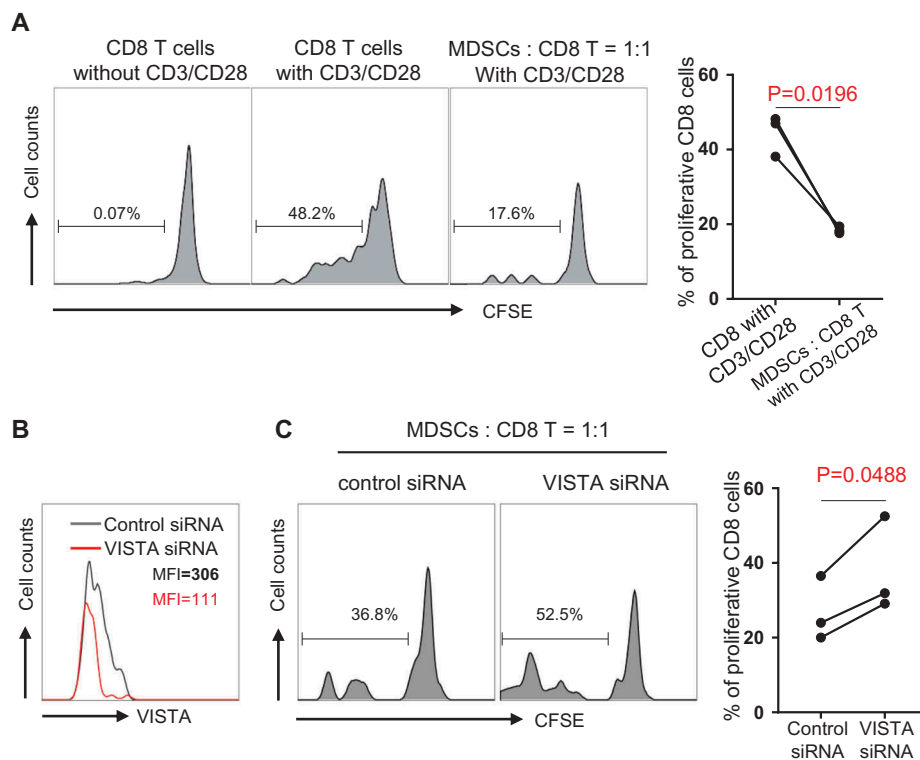 A
CD8 T cells
without CD3/CD28
CD8 T cells
with CD3/CD28
MDSCs : CD8 T = 1:1
With CD3/CD28
Cell counts
0.07%
48.2%
17.6%
CFSE
% of proliferative CD8 cells
60
40
20
0
P=0.0196
CD8 with
CD3/CD28
MDSCs : CD8 T
with CD3/CD28
B
Cell counts
Control siRNA
VISTA siRNA
MFI=306
MFI=111
VISTA
C
MDSCs : CD8 T = 1:1
control siRNA
VISTA siRNA
Cell counts
36.8%
52.5%
CFSE
% of proliferative CD8 cells
60
40
20
0
P=0.0488
Control
siRNA
VISTA
siRNA